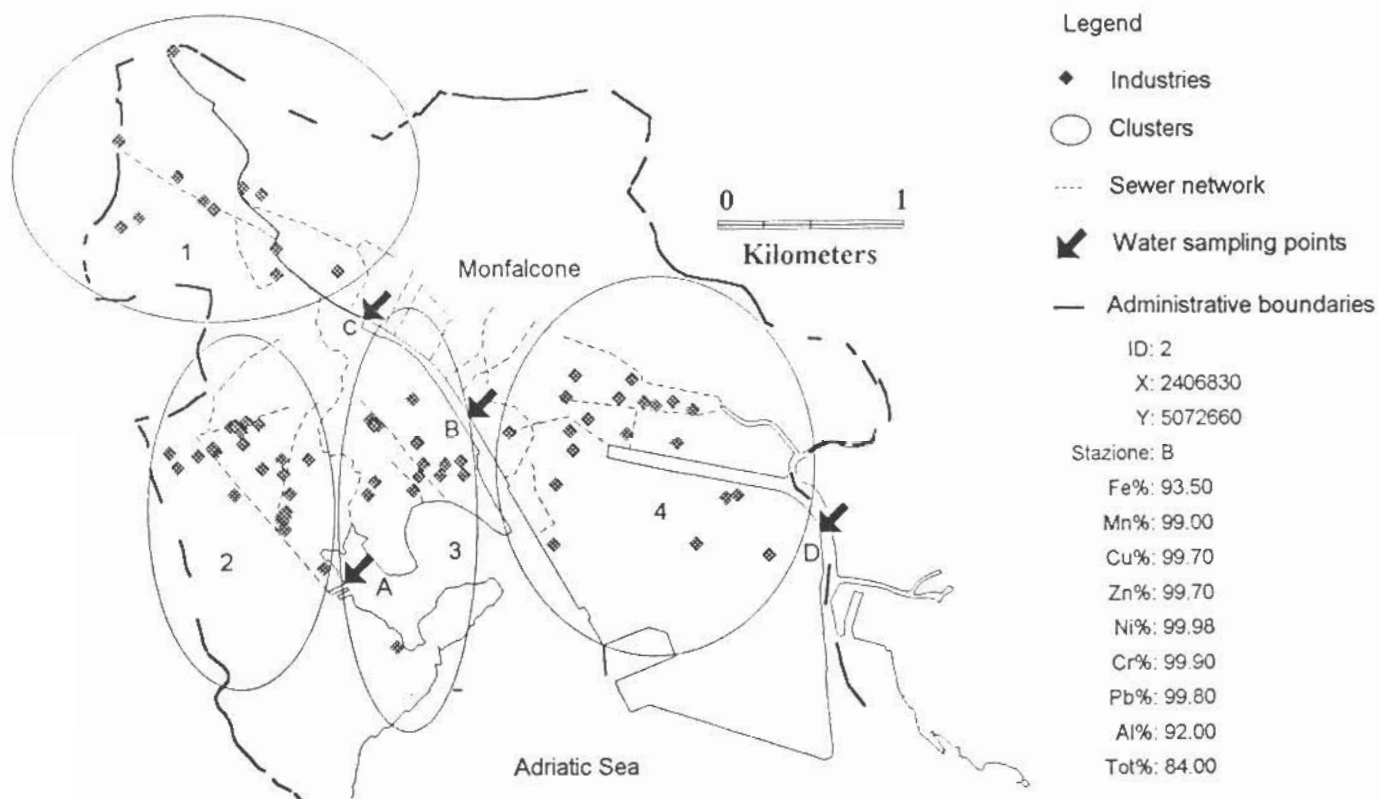 Legend
Industries
Clusters
Sewer network
Water sampling points
Administrative boundaries
ID: 2
X: 2406830
Y: 5072660
Stazione: B
Fe%: 93.50
Mn%: 99.00
Cu%: 99.70
Zn%: 99.70
Ni%: 99.98
Cr%: 99.90
Pb%: 99.80
Al%: 92.00
Tot%: 84.00
0 1
Kilometers
1
Monfalcone
C
B
2
3
4
A
D
Adriatic Sea